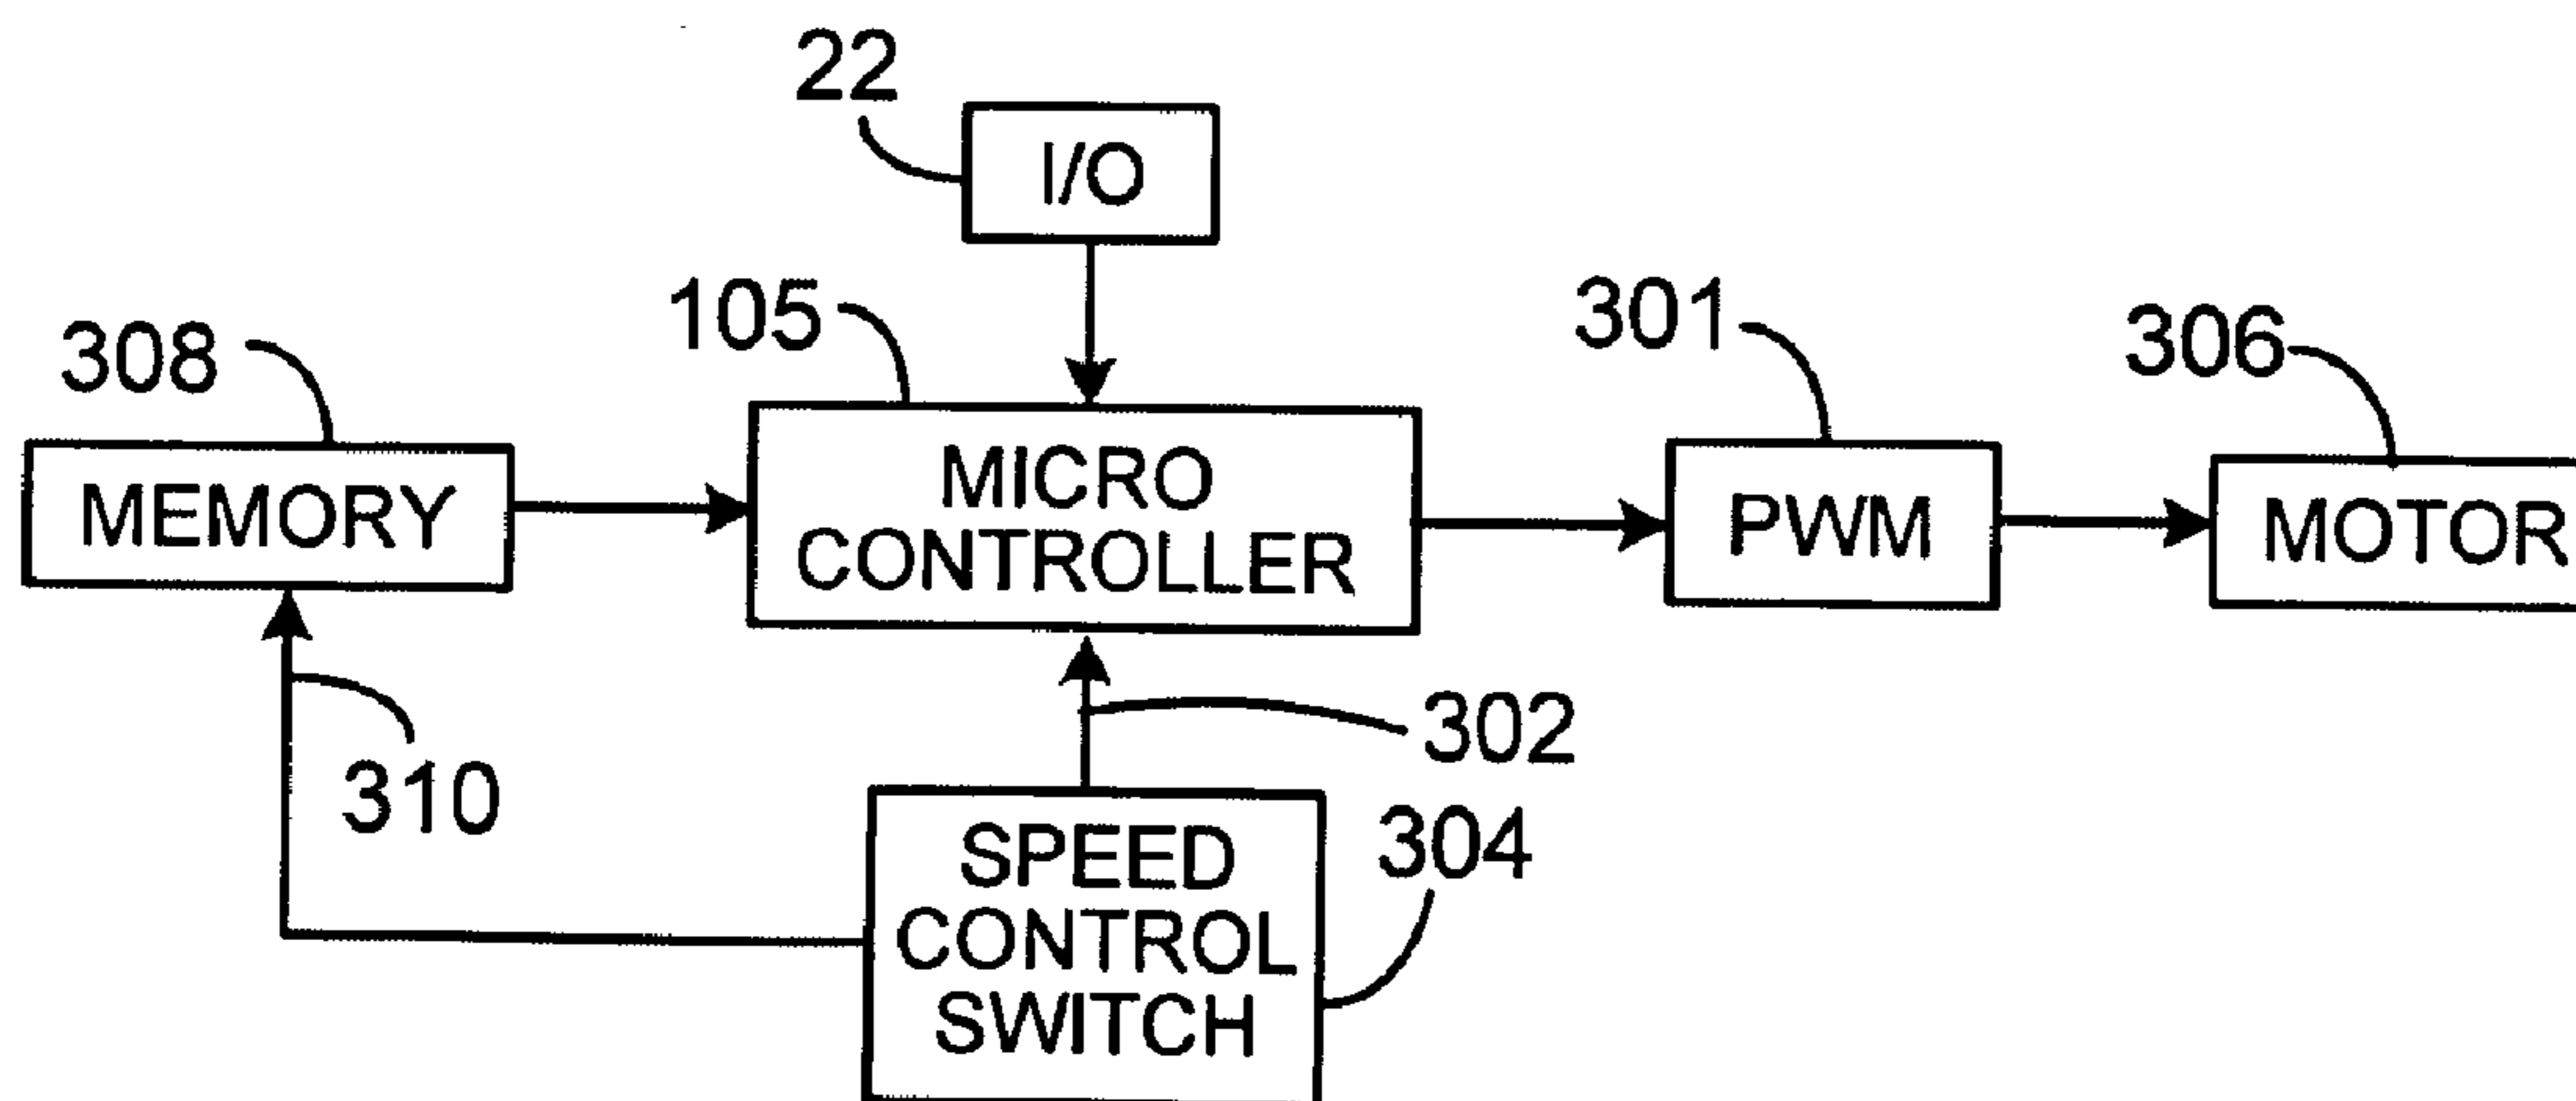 22
I/O
105
301
306
308
MEMORY
MICRO
CONTROLLER
PWM
MOTOR
302
310
304
SPEED
CONTROL
SWITCH